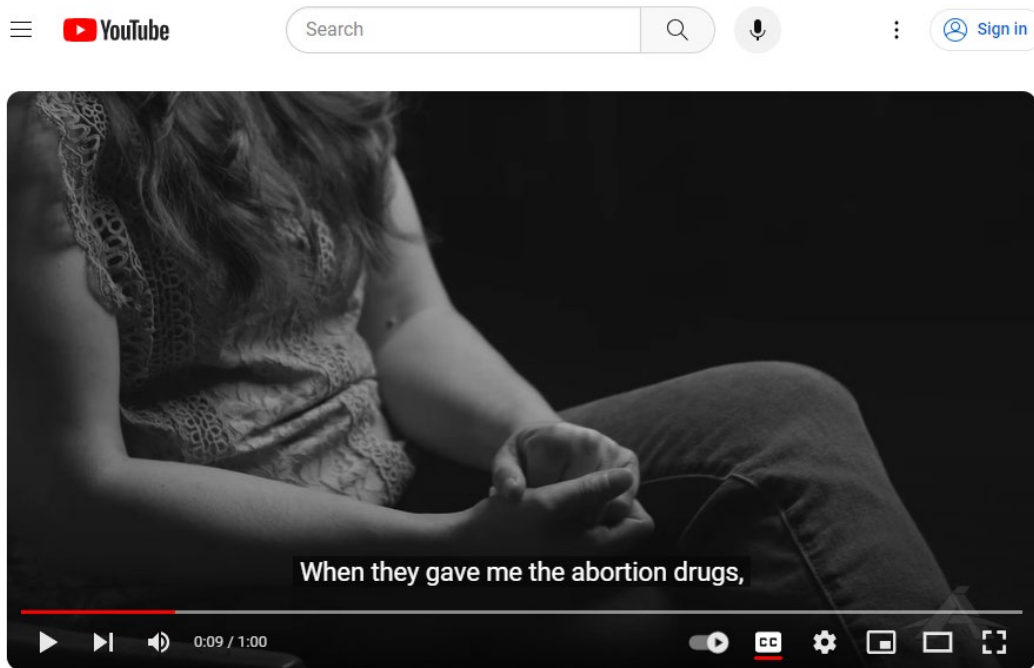 YouTube
Search
Sign in
When they gave me the abortion drugs,
0:09 / 1:00
CC